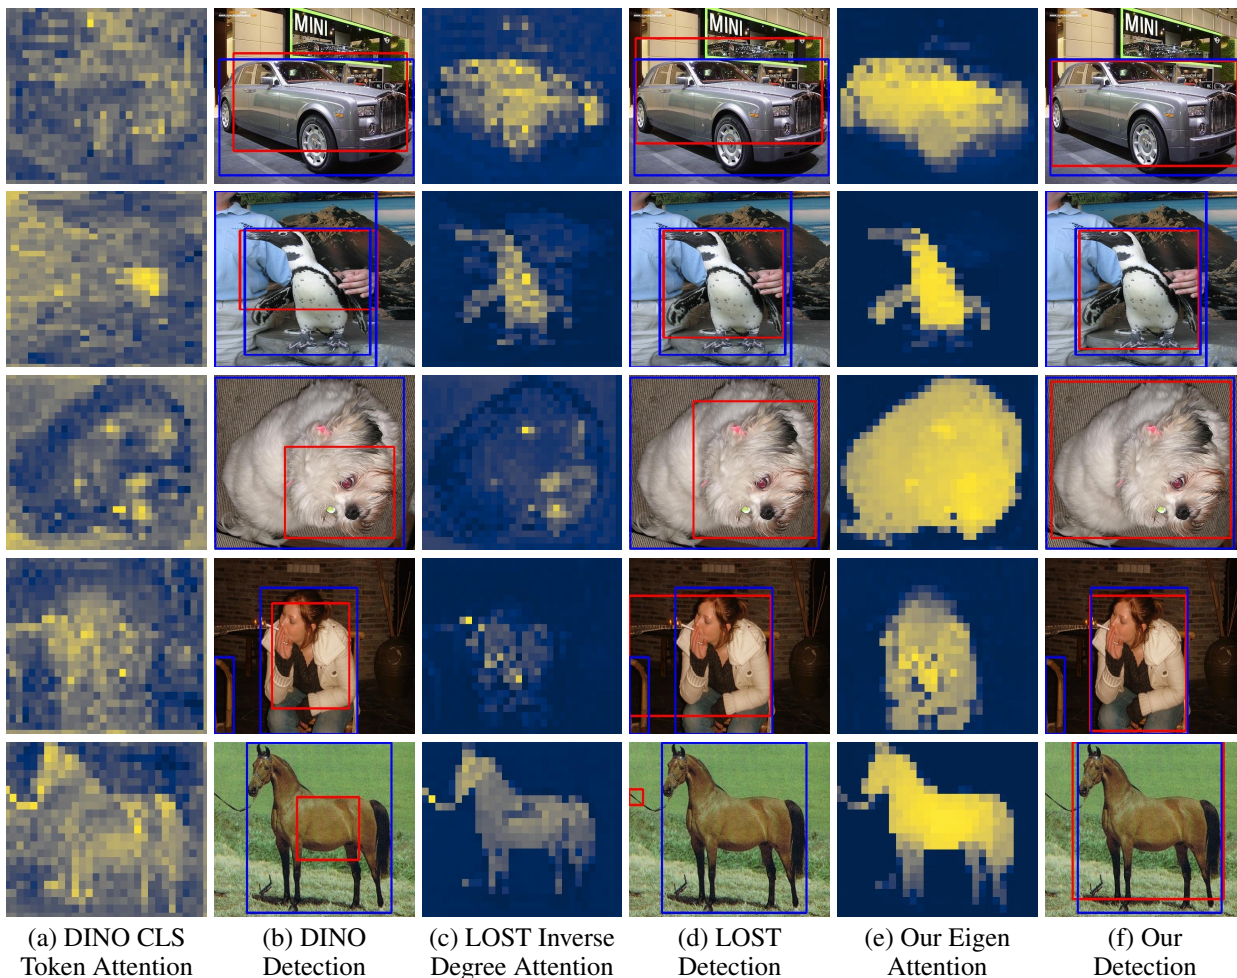 MINI
MINI
MINI
(a) DINO CLS
Token Attention
(b) DINO
Detection
(c) LOST Inverse
Degree Attention
(d) LOST
Detection
(e) Our Eigen
Attention
(f) Our
Detection